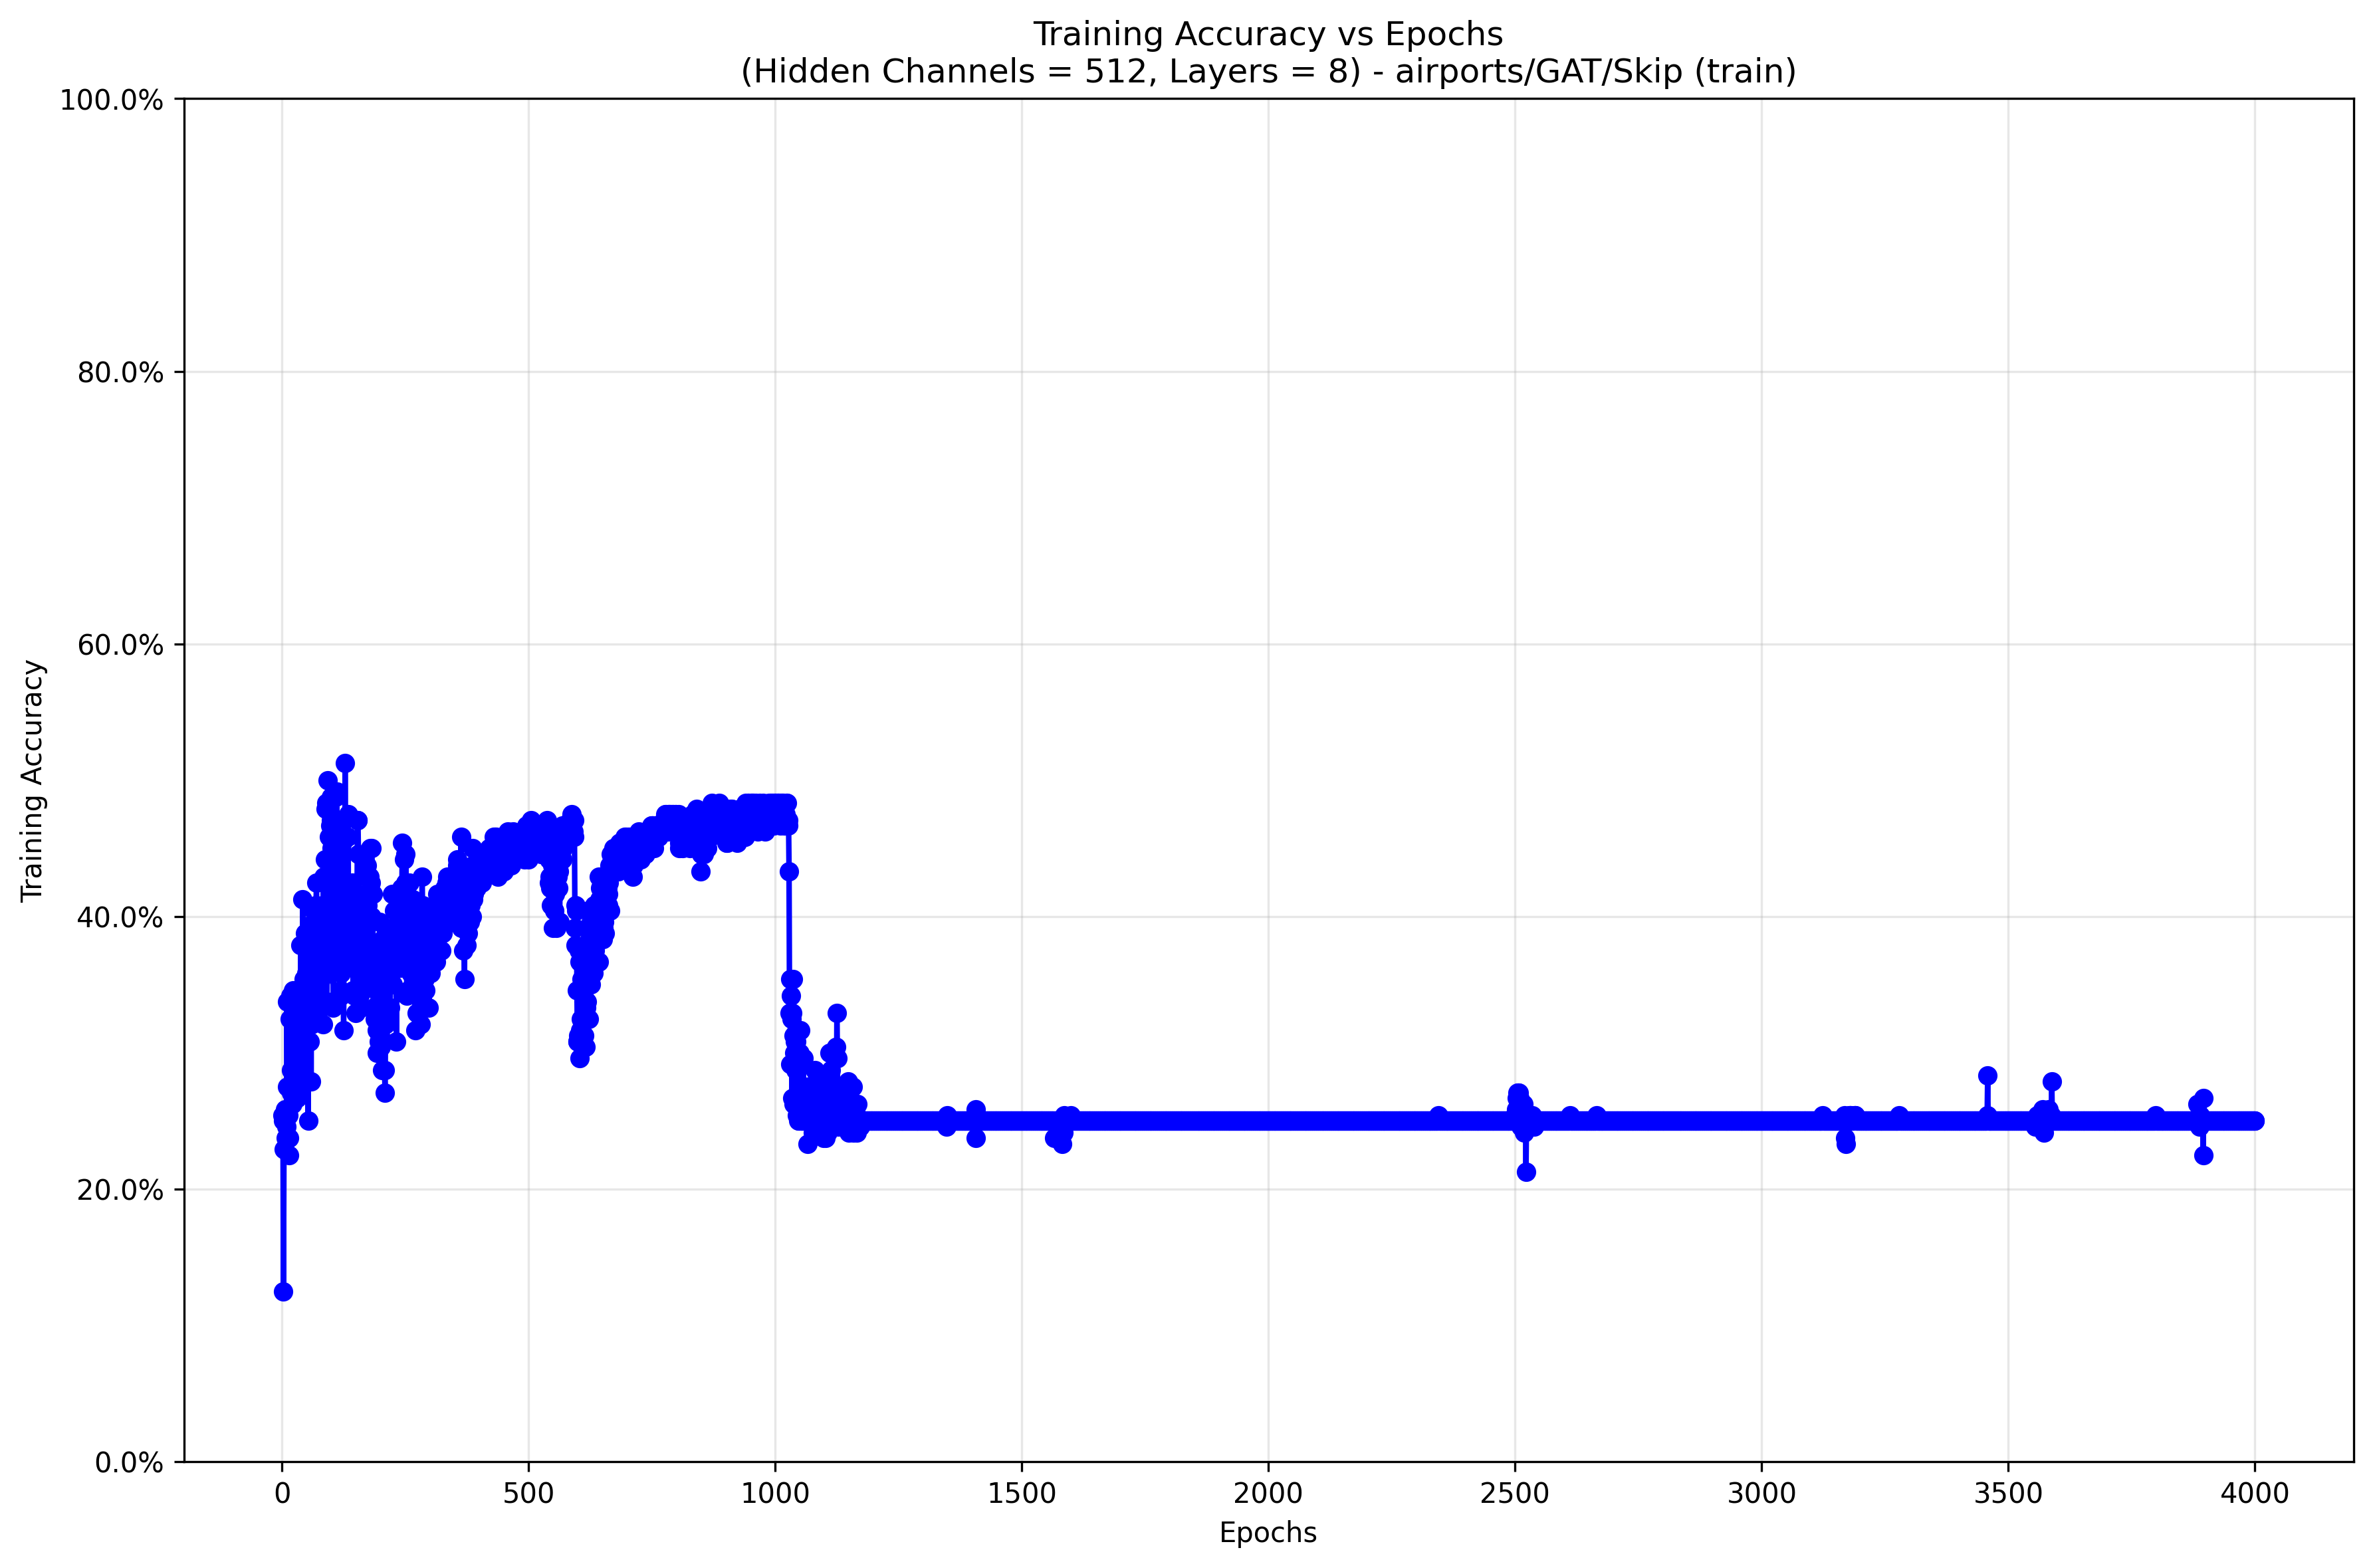 Training Accuracy vs Epochs
(Hidden Channels = 512, Layers = 8) - airports/GAT/Skip (train)
100.0%
80.0%
60.0%
40.0%
20.0%
0.0%
Training Accuracy
0 500 1000 1500 2000 2500 3000 3500 4000
Epochs